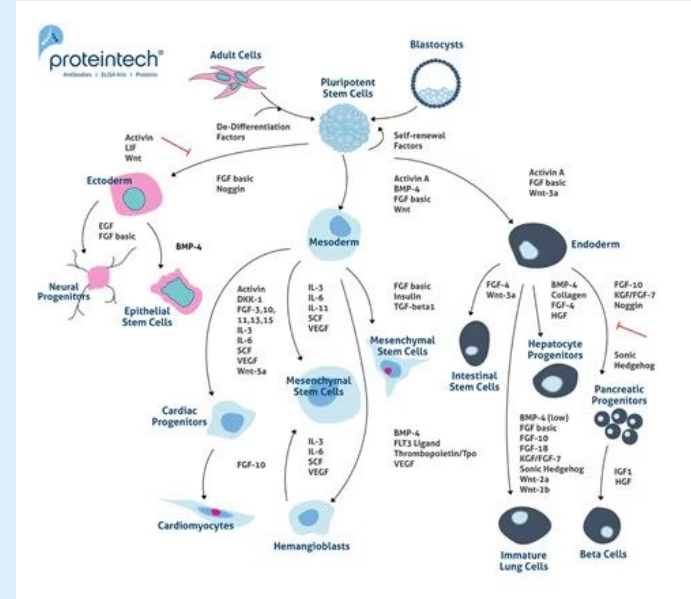 proteintech®
Antibodies | ELISA kits | Proteins
Adult Cells
Blastocysts
Pluripotent
Stem Cells
De-Differentiation
Factors
Self-renewal
Factors
Activin
LIF
Wnt
Ectoderm
FGF basic
Noggin
Activin A
BMP-4
FGF basic
Wnt
Activin A
FGF basic
Wnt-3a
EGF
FGF basic
BMP-4
Mesoderm
Endoderm
Neural
Progenitors
Epithelial
Stem Cells
Activin
DKK-1
FGF-3,10,
11,13,15
IL-3
IL-6
SCF
VEGF
Wnt-5a
IL-3
IL-6
IL-11
SCF
VEGF
FGF basic
Insulin
TGF-beta1
FGF-4
Wnt-3a
BMP-4
Collagen
FGF-4
HGF
FGF-10
KGF/FGF-7
Noggin
Sonic
Hedgehog
Mesenchymal
Stem Cells
Mesenchymal
Stem Cells
Intestinal
Stem Cells
Hepatocyte
Progenitors
Pancreatic
Progenitors
Cardiac
Progenitors
FGF-10
IL-3
IL-6
SCF
VEGF
BMP-4
FLT3 Ligand
Thrombopoietin/Tpo
VEGF
BMP-4 (low)
FGF basic
FGF-10
FGF-18
KGF/FGF-7
Sonic Hedgehog
Wnt-2a
Wnt-2b
IGF1
HGF
Cardiomyocytes
Hemangioblasts
Immature
Lung Cells
Beta Cells